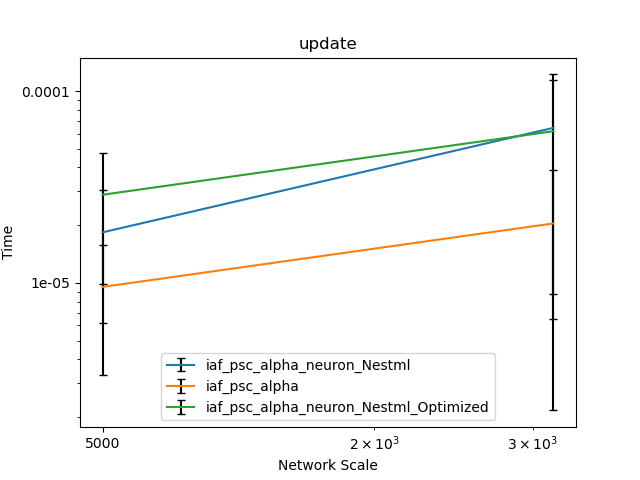 update
0.0001
1e-05
Time
5000
2 × 10³
3 × 10³
Network Scale
iaf_psc_alpha_neuron_Nestml
iaf_psc_alpha
iaf_psc_alpha_neuron_Nestml_Optimized